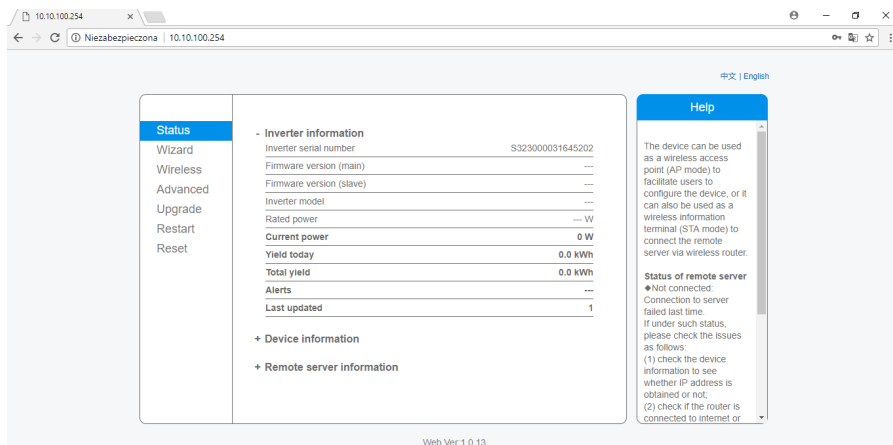 10.10.100.254
Niezabezpieczona | 10.10.100.254
中文 | English
Status
Wizard
Wireless
Advanced
Upgrade
Restart
Reset
- Inverter information
Inverter serial number S323000031645202
Firmware version (main) ---
Firmware version (slave) ---
Inverter model ---
Rated power --- W
Current power 0 W
Yield today 0.0 kWh
Total yield 0.0 kWh
Alerts ---
Last updated 1
+ Device information
+ Remote server information
Help
The device can be used
as a wireless access
point (AP mode) to
facilitate users to
configure the device, or it
can also be used as a
wireless information
terminal (STA mode) to
connect the remote
server via wireless router.
Status of remote server
◆Not connected:
Connection to server
failed last time.
If under such status,
please check the issues
as follows:
(1) check the device
information to see
whether IP address is
obtained or not;
(2) check if the router is
connected to internet or
Web Ver:1.0.13